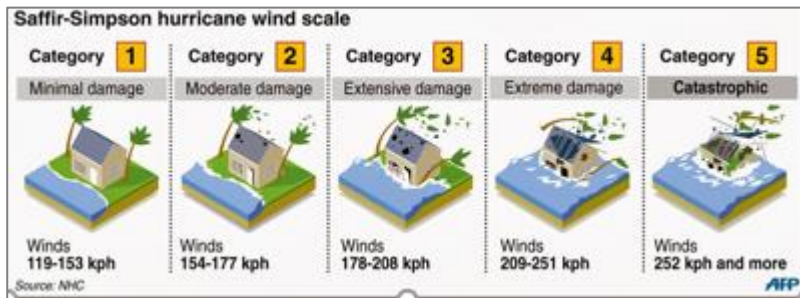 Saffir-Simpson hurricane wind scale
Category 1
Minimal damage
Winds
119-153 kph
Category 2
Moderate damage
154-177 kph
Category 3
Extensive damage
Winds
178-208 kph
Category 4
Extreme damage
Winds
209-251 kph
Category 5
Catastrophic
Winds
252 kph and more
Source: NHC
AFP